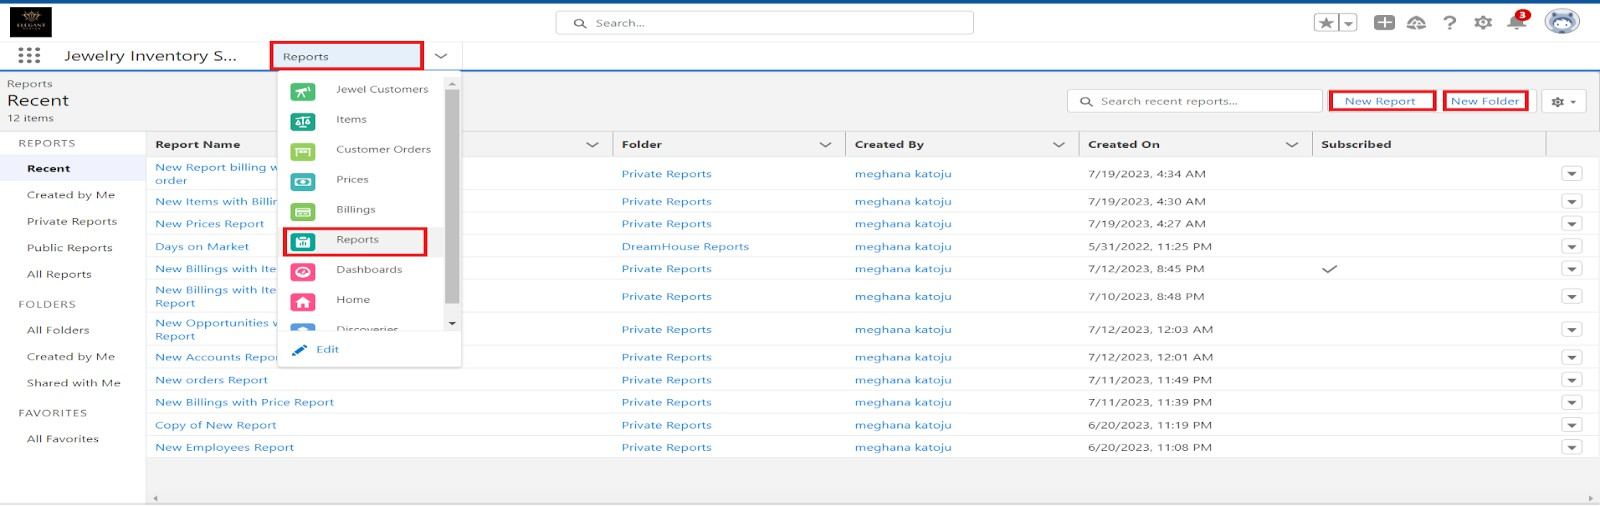 ELEGANT
Search...
3
Jewelry Inventory S...
Reports
Reports
Recent
12 items
Search recent reports...
New Report
New Folder
Jewel Customers
Items
Customer Orders
Prices
Billings
Reports
Dashboards
Home
Discoveries
Edit
REPORTS
Recent
Created by Me
Private Reports
Public Reports
All Reports
FOLDERS
All Folders
Created by Me
Shared with Me
FAVORITES
All Favorites
Report Name Folder Created By Created On Subscribed
New Report billing w
order Private Reports meghana katoju 7/19/2023, 4:34 AM
New Items with Billin Private Reports meghana katoju 7/19/2023, 4:30 AM
New Prices Report Private Reports meghana katoju 7/19/2023, 4:27 AM
Days on Market DreamHouse Reports meghana katoju 5/31/2022, 11:25 PM
New Billings with Ite Private Reports meghana katoju 7/12/2023, 8:45 PM
New Billings with Ite
Report Private Reports meghana katoju 7/10/2023, 8:48 PM
New Opportunities w
Report Private Reports meghana katoju 7/12/2023, 12:03 AM
New Accounts Repo Private Reports meghana katoju 7/12/2023, 12:01 AM
New orders Report Private Reports meghana katoju 7/11/2023, 11:49 PM
New Billings with Price Report Private Reports meghana katoju 7/11/2023, 11:39 PM
Copy of New Report Private Reports meghana katoju 6/20/2023, 11:19 PM
New Employees Report Private Reports meghana katoju 6/20/2023, 11:08 PM